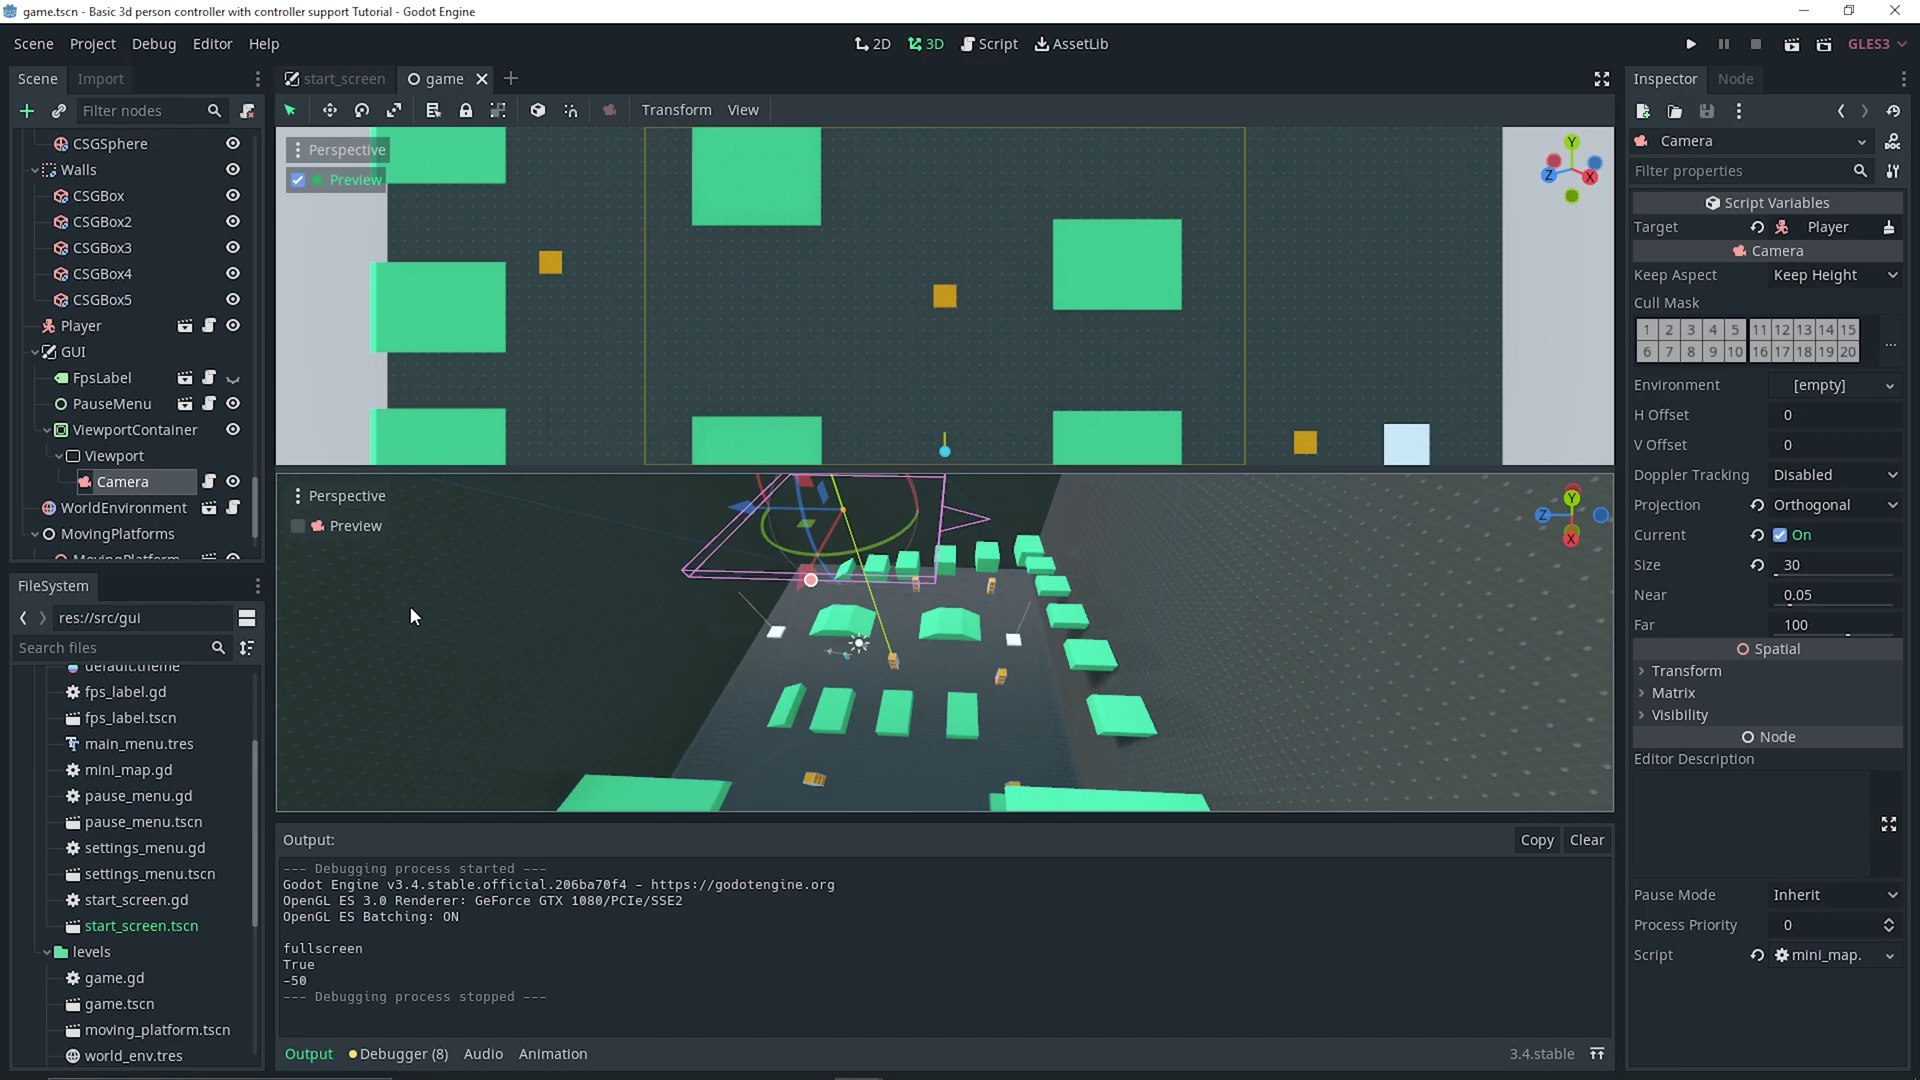 game.tscn - Basic 3d person controller with controller support Tutorial - Godot Engine
Scene Project Debug Editor Help
2D 3D Script AssetLib
GLES3
Scene Import
start_screen game
Inspector Node
Filter nodes
Transform View
CSGSphere
Walls
CSGBox
CSGBox2
CSGBox3
CSGBox4
CSGBox5
Player
GUI
FpsLabel
PauseMenu
ViewportContainer
Viewport
Camera
WorldEnvironment
MovingPlatforms
MovingPlatform
FileSystem
res://src/gui
Search files
default.theme
fps_label.gd
fps_label.tscn
main_menu.tres
mini_map.gd
pause_menu.gd
pause_menu.tscn
settings_menu.gd
settings_menu.tscn
start_screen.gd
start_screen.tscn
levels
game.gd
game.tscn
moving_platform.tscn
world_env.tres
Perspective
Preview
Y
Z X
Perspective
Preview
Y
Z
X
Output:
Copy Clear
--- Debugging process started ---
Godot Engine v3.4.stable.official.206ba70f4 - https://godotengine.org
OpenGL ES 3.0 Renderer: GeForce GTX 1080/PCIe/SSE2
OpenGL ES Batching: ON
fullscreen
True
-50
--- Debugging process stopped ---
Output Debugger (8) Audio Animation
3.4.stable
Camera
Filter properties
Script Variables
Target Player
Camera
Keep Aspect Keep Height
Cull Mask
1 2 3 4 5 11 12 13 14 15
6 7 8 9 10 16 17 18 19 20
...
Environment [empty]
H Offset 0
V Offset 0
Doppler Tracking Disabled
Projection Orthogonal
Current On
Size 30
Near 0.05
Far 100
Spatial
Transform
Matrix
Visibility
Node
Editor Description
Pause Mode Inherit
Process Priority 0
Script mini_map.